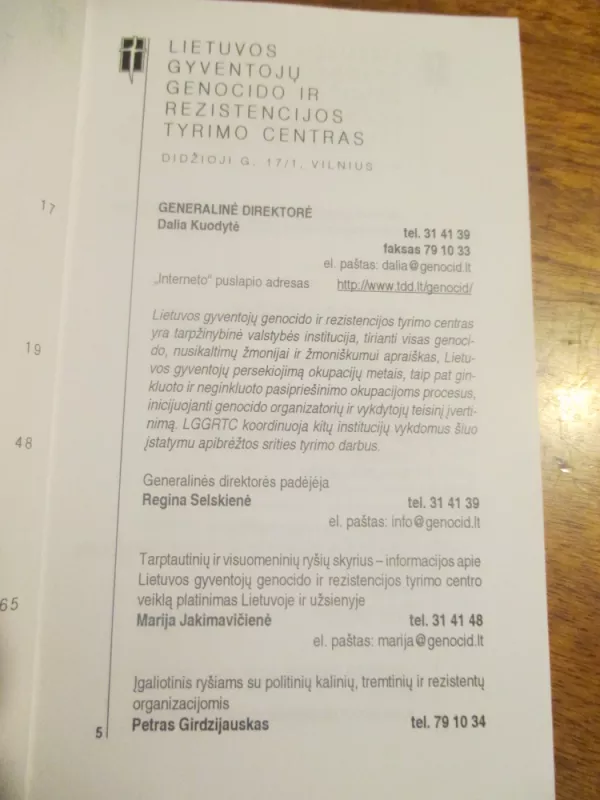 LIETUVOS
GYVENTOJŲ
GENOCIDO IR
REZISTENCIJOS
TYRIMO CENTRAS
DIDŽIOJI G. 17/1, VILNIUS
17
GENERALINĖ DIREKTORĖ
Dalia Kuodytė
tel. 31 41 39
faksas 79 10 33
el. paštas: dalia@genocid.lt
„Interneto“ puslapio adresas http://www.tdd.lt/genocid/
Lietuvos gyventojų genocido ir rezistencijos tyrimo centras
yra tarpžinybinė valstybės institucija, tirianti visas genoci-
do, nusikaltimų žmonijai ir žmoniškumui apraiškas, Lietu-
vos gyventojų persekiojimą okupacijų metais, taip pat gin-
kluoto ir neginkluoto pasipriešinimo okupacijoms procesus,
inicijuojanti genocido organizatorių ir vykdytojų teisinį įverti-
nimą. LGGRTC koordinuoja kitų institucijų vykdomus šiuo
įstatymu apibrėžtos srities tyrimo darbus.
19
48
Generalinės direktorės padėjėja
Regina Selskienė tel. 31 41 39
el. paštas: info@genocid.lt
Tarptautinių ir visuomeninių ryšių skyrius – informacijos apie
Lietuvos gyventojų genocido ir rezistencijos tyrimo centro
veiklą platinimas Lietuvoje ir užsienyje
Marija Jakimavičienė tel. 31 41 48
el. paštas: marija@genocid.lt
65
Įgaliotinis ryšiams su politinių kalinių, tremtinių ir rezistentų
organizacijomis
Petras Girdzijauskas tel. 79 10 34
5